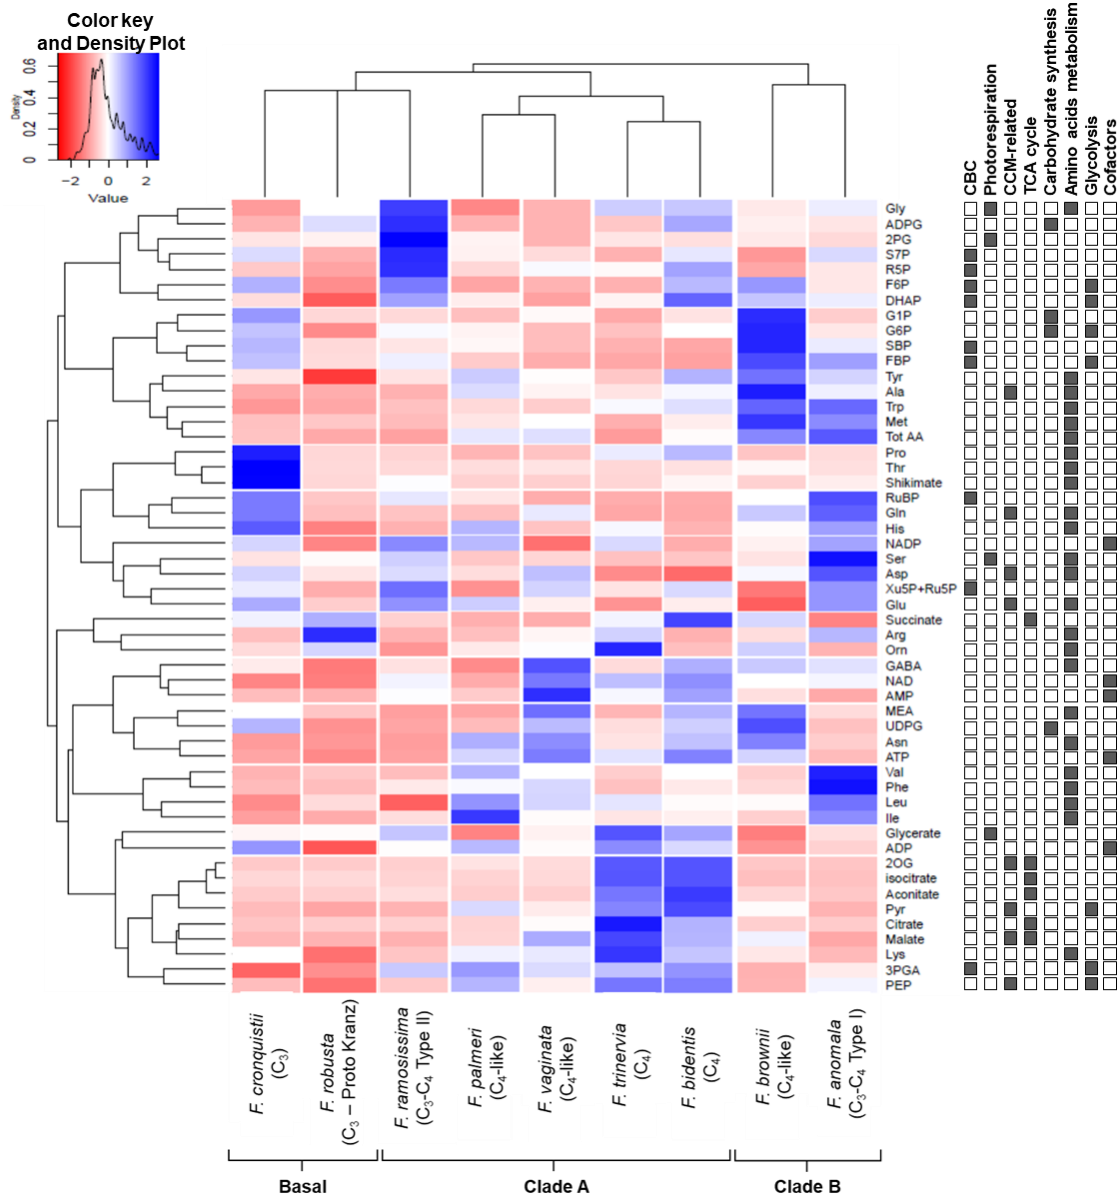 Color key
and Density Plot
Density
0
0.2
0.4
0.6
−2
0
2
Value
CBC
Photorespiration
CCM-related
TCA cycle
Carbohydrate synthesis
Amino acids metabolism
Glycolysis
Cofactors
Gly
ADPG
2PG
S7P
R5P
F6P
DHAP
G1P
G6P
SBP
FBP
Tyr
Ala
Trp
Met
Tot AA
Pro
Thr
Shikimate
RuBP
Gln
His
NADP
Ser
Asp
Xu5P+Ru5P
Glu
Succinate
Arg
Orn
GABA
NAD
AMP
MEA
UDPG
Asn
ATP
Val
Phe
Leu
Ile
Glycerate
ADP
2OG
isocitrate
Aconitate
Pyr
Citrate
Malate
Lys
3PGA
PEP
F. cronquistii
(C3)
F. robusta
(C3 – Proto Kranz)
F. ramosissima
(C3-C4 Type II)
F. palmeri
(C4-like)
F. vaginata
(C4-like)
F. trinervia
(C4)
F. bidentis
(C4)
F. brownii
(C4-like)
F. anomala
(C3-C4 Type I)
Basal
Clade A
Clade B